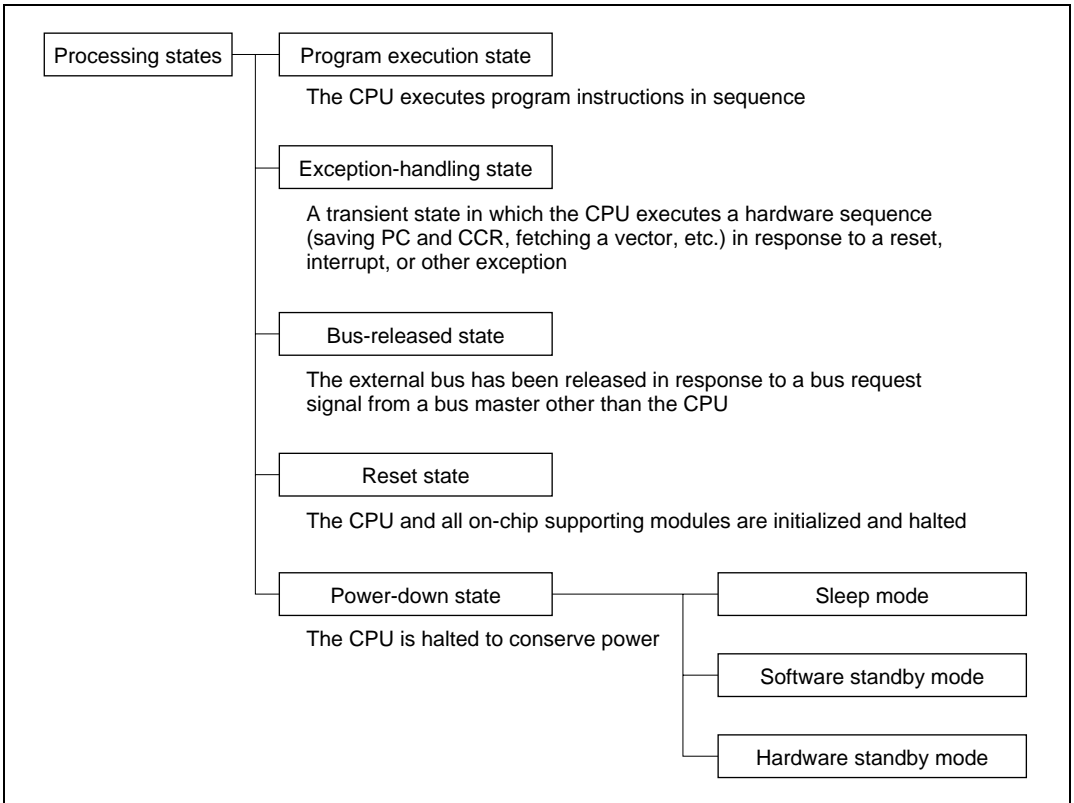 Processing states
Program execution state
The CPU executes program instructions in sequence
Exception-handling state
A transient state in which the CPU executes a hardware sequence
(saving PC and CCR, fetching a vector, etc.) in response to a reset,
interrupt, or other exception
Bus-released state
The external bus has been released in response to a bus request
signal from a bus master other than the CPU
Reset state
The CPU and all on-chip supporting modules are initialized and halted
Power-down state
The CPU is halted to conserve power
Sleep mode
Software standby mode
Hardware standby mode